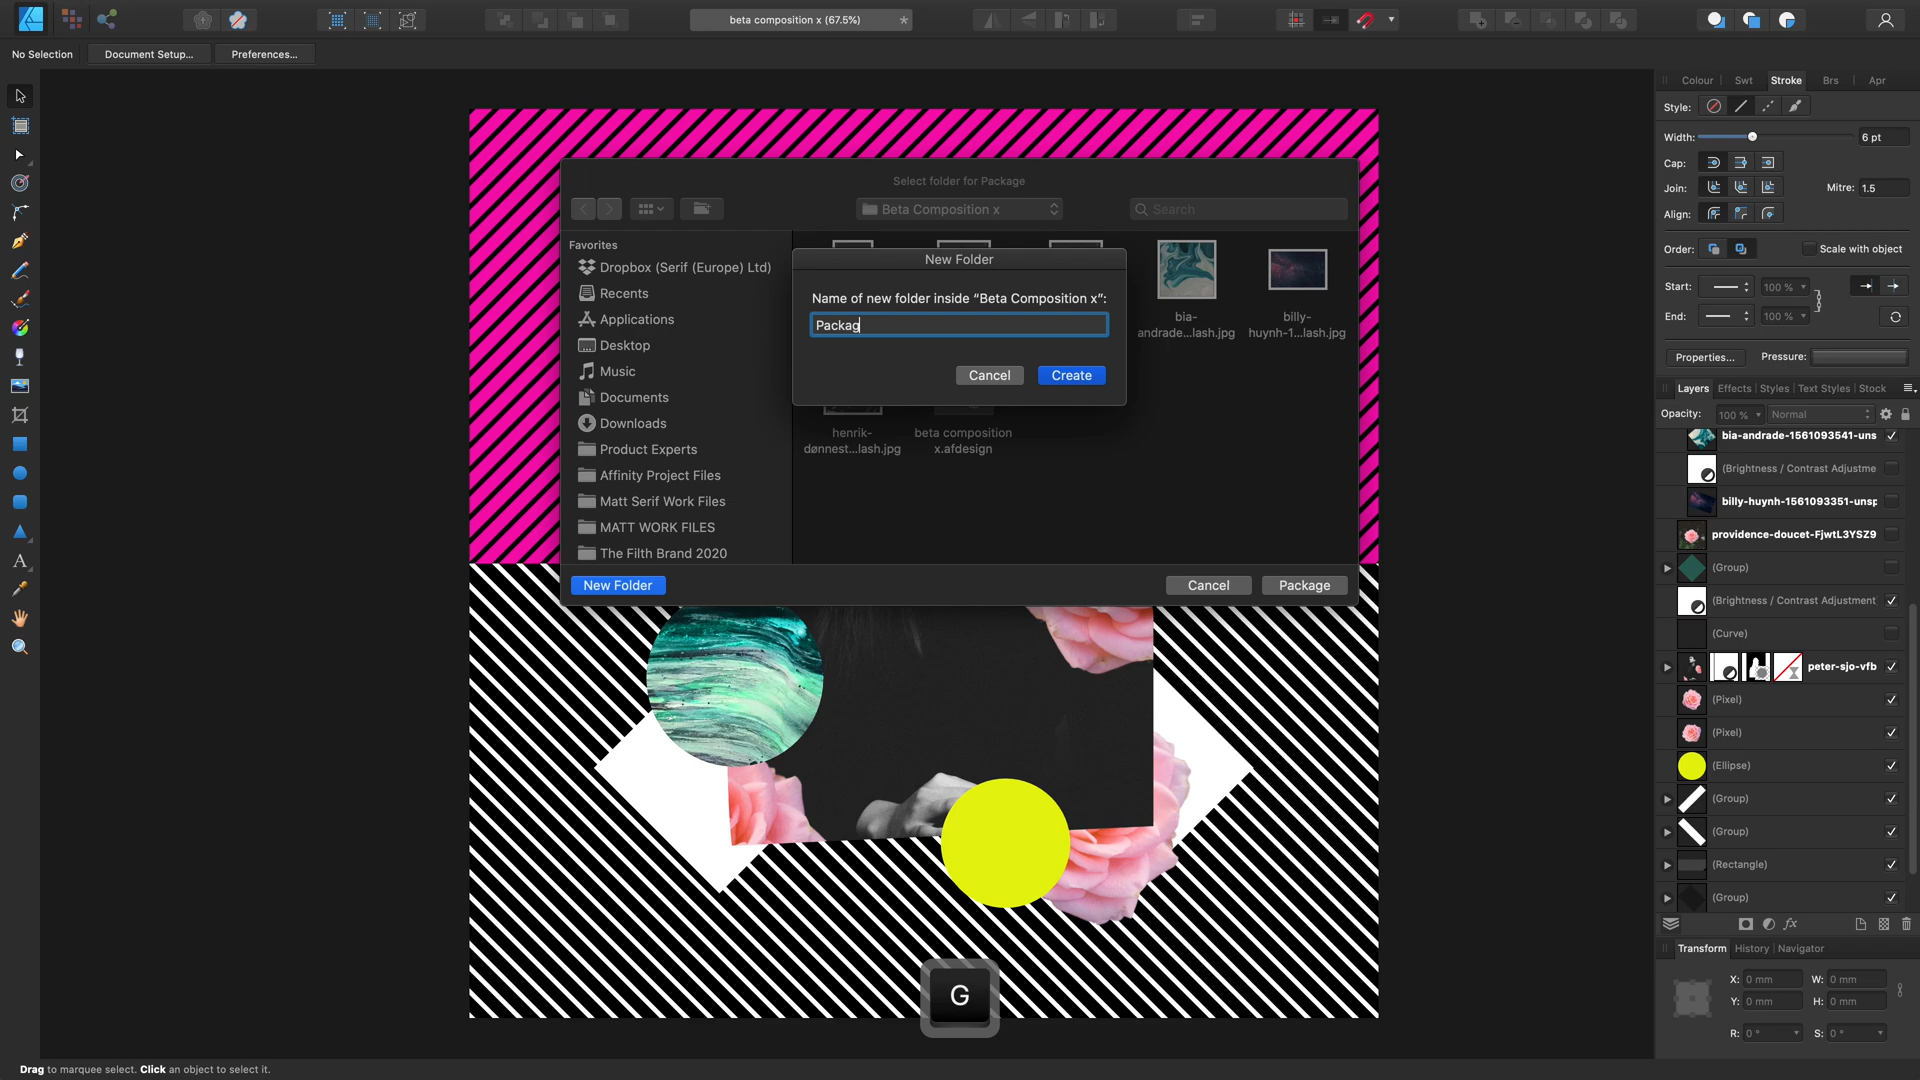 beta composition x (67.5%)
*
No Selection
Document Setup...
Preferences...
Colour
Swt
Stroke
Brs
Apr
Style:
Width:
6 pt
Cap:
Join:
Mitre: 1.5
Align:
Order:
Scale with object
Start:
100 %
End:
100 %
Properties...
Pressure:
Select folder for Package
Beta Composition x
Search
Favorites
Dropbox (Serif (Europe) Ltd)
Recents
Applications
Desktop
Music
Documents
Downloads
Product Experts
Affinity Project Files
Matt Serif Work Files
MATT WORK FILES
The Filth Brand 2020
New Folder
Name of new folder inside “Beta Composition x”:
Packag
Cancel
Create
bia-
andrade...lash.jpg
billy-
huynh-1...lash.jpg
henrik-
dønnest...lash.jpg
beta composition
x.afdesign
New Folder
Cancel
Package
Layers
Effects
Styles
Text Styles
Stock
Opacity:
100 %
Normal
bia-andrade-1561093541-uns
(Brightness / Contrast Adjustme
billy-huynh-1561093351-unsp
providence-doucet-FjwtL3YSZ9
(Group)
(Brightness / Contrast Adjustment
(Curve)
peter-sjo-vfb
(Pixel)
(Pixel)
(Ellipse)
(Group)
(Group)
(Rectangle)
(Group)
fx
Transform
History
Navigator
X: 0 mm
W: 0 mm
Y: 0 mm
H: 0 mm
R: 0 °
S: 0 °
G
Drag to marquee select. Click an object to select it.